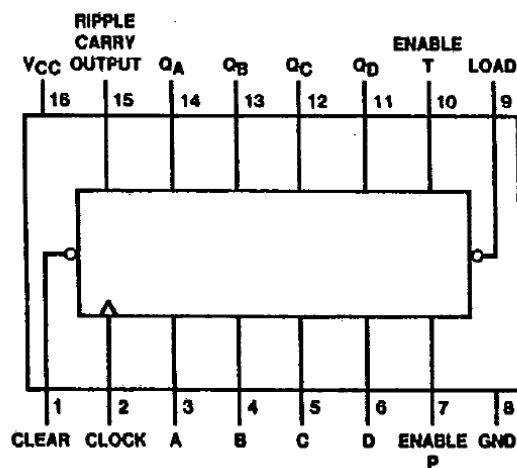 RIPPLE
CARRY
ENABLE
VCC OUTPUT QA QB QC QD T LOAD
16 15 14 13 12 11 10 9
1 2 3 4 5 6 7 8
CLEAR CLOCK A B C D ENABLE GND
P